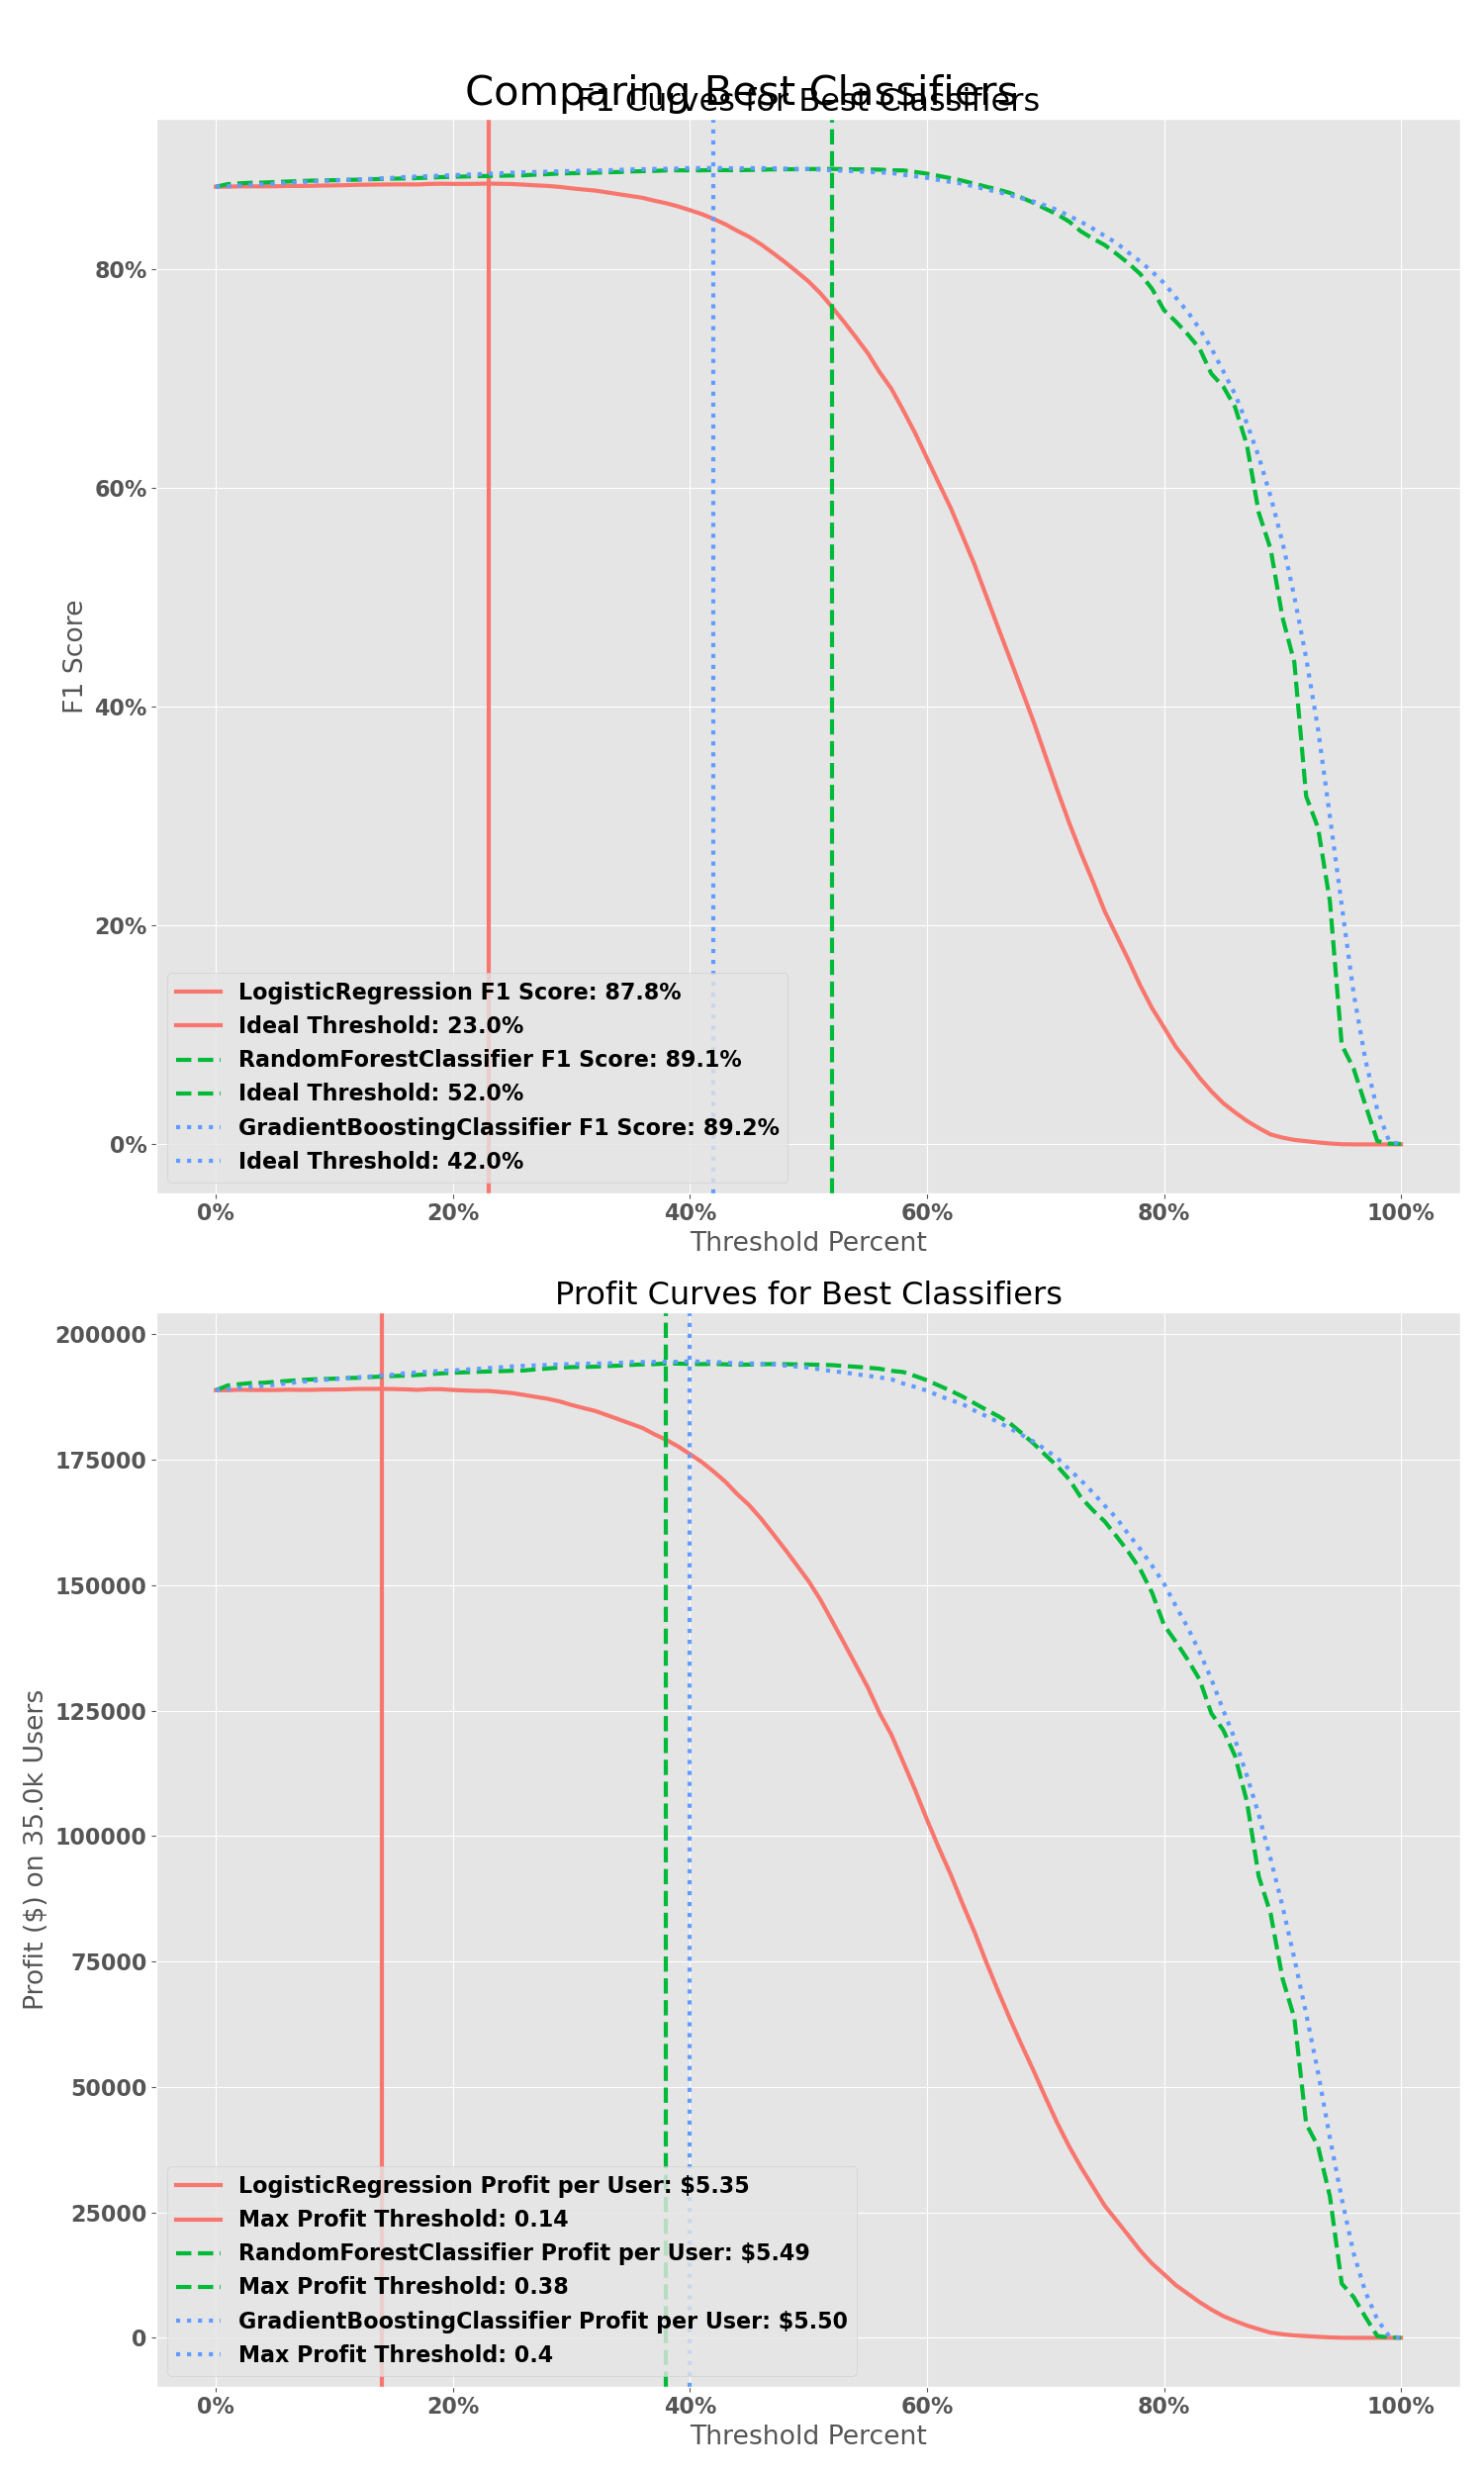 Comparing Best Classifiers
F1 Curves for Best Classifiers
80%
60%
40%
20%
0%
F1 Score
LogisticRegression F1 Score: 87.8%
Ideal Threshold: 23.0%
RandomForestClassifier F1 Score: 89.1%
Ideal Threshold: 52.0%
GradientBoostingClassifier F1 Score: 89.2%
Ideal Threshold: 42.0%
0% 20% 40% 60% 80% 100%
Threshold Percent
Profit Curves for Best Classifiers
200000
175000
150000
125000
100000
75000
50000
25000
0
Profit ($) on 35.0k Users
LogisticRegression Profit per User: $5.35
Max Profit Threshold: 0.14
RandomForestClassifier Profit per User: $5.49
Max Profit Threshold: 0.38
GradientBoostingClassifier Profit per User: $5.50
Max Profit Threshold: 0.4
0% 20% 40% 60% 80% 100%
Threshold Percent